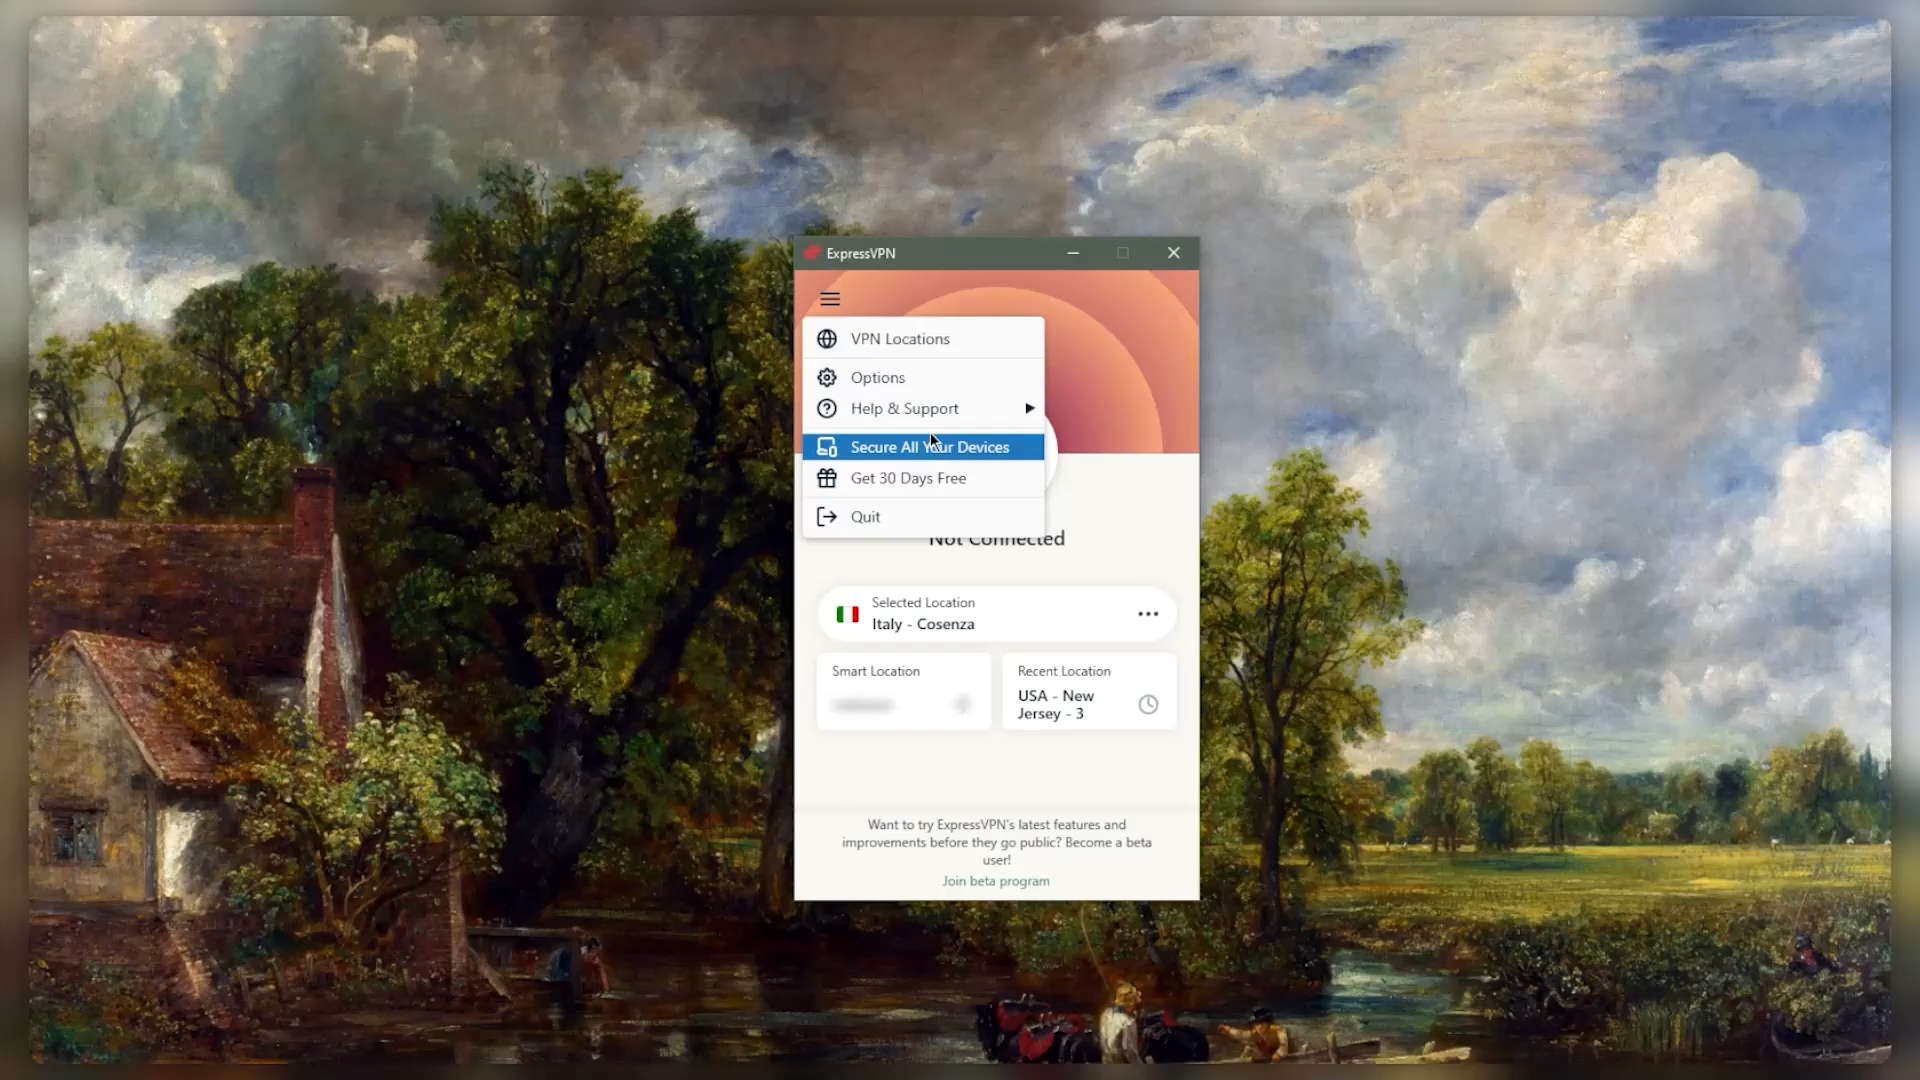 ExpressVPN
VPN Locations
Options
Help & Support
Secure All Your Devices
Get 30 Days Free
Quit
Not Connected
Selected Location
Italy - Cosenza
Smart Location
Recent Location
USA - New
Jersey - 3
Want to try ExpressVPN's latest features and
improvements before they go public? Become a beta
user!
Join beta program